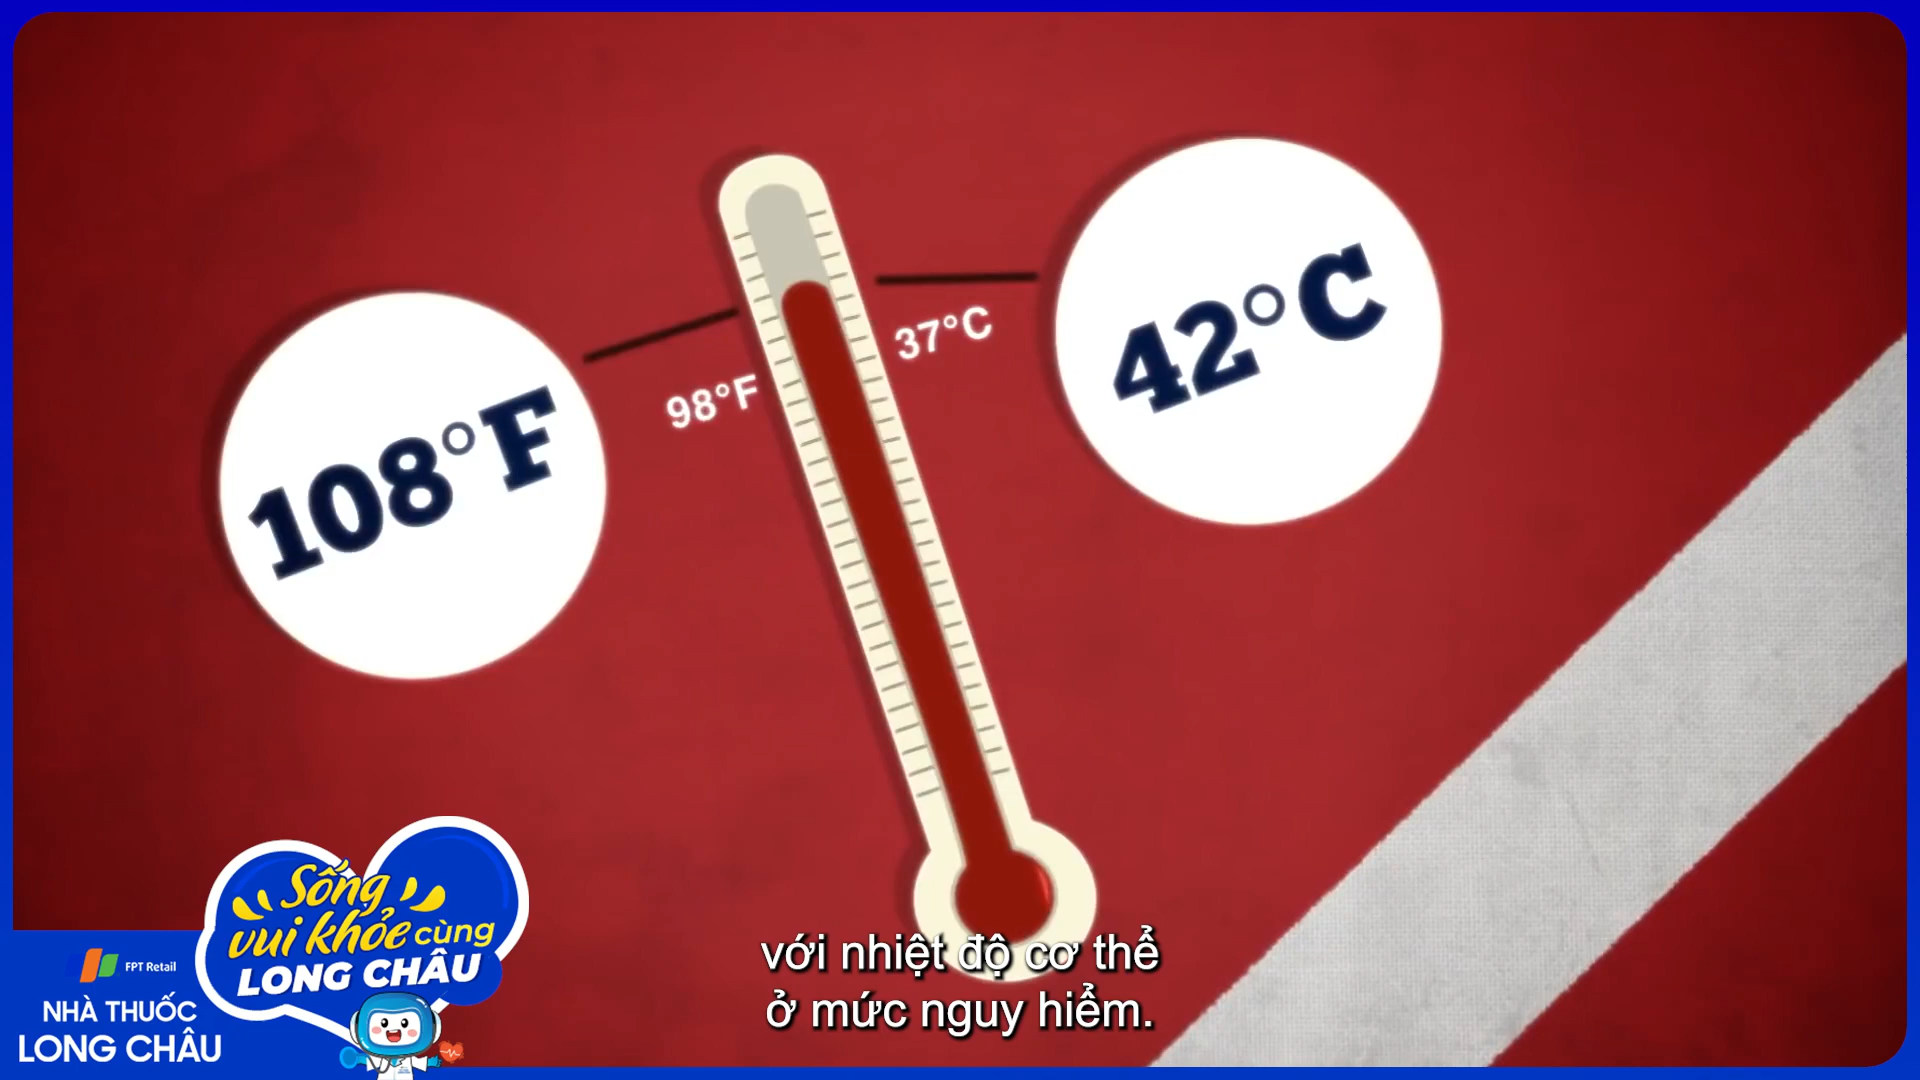 108°F
98°F
37°C
42°C
Sống
vui khỏe cùng
LONG CHÂU
FPT Retail
NHÀ THUỐC
LONG CHÂU
với nhiệt độ cơ thể
ở mức nguy hiểm.